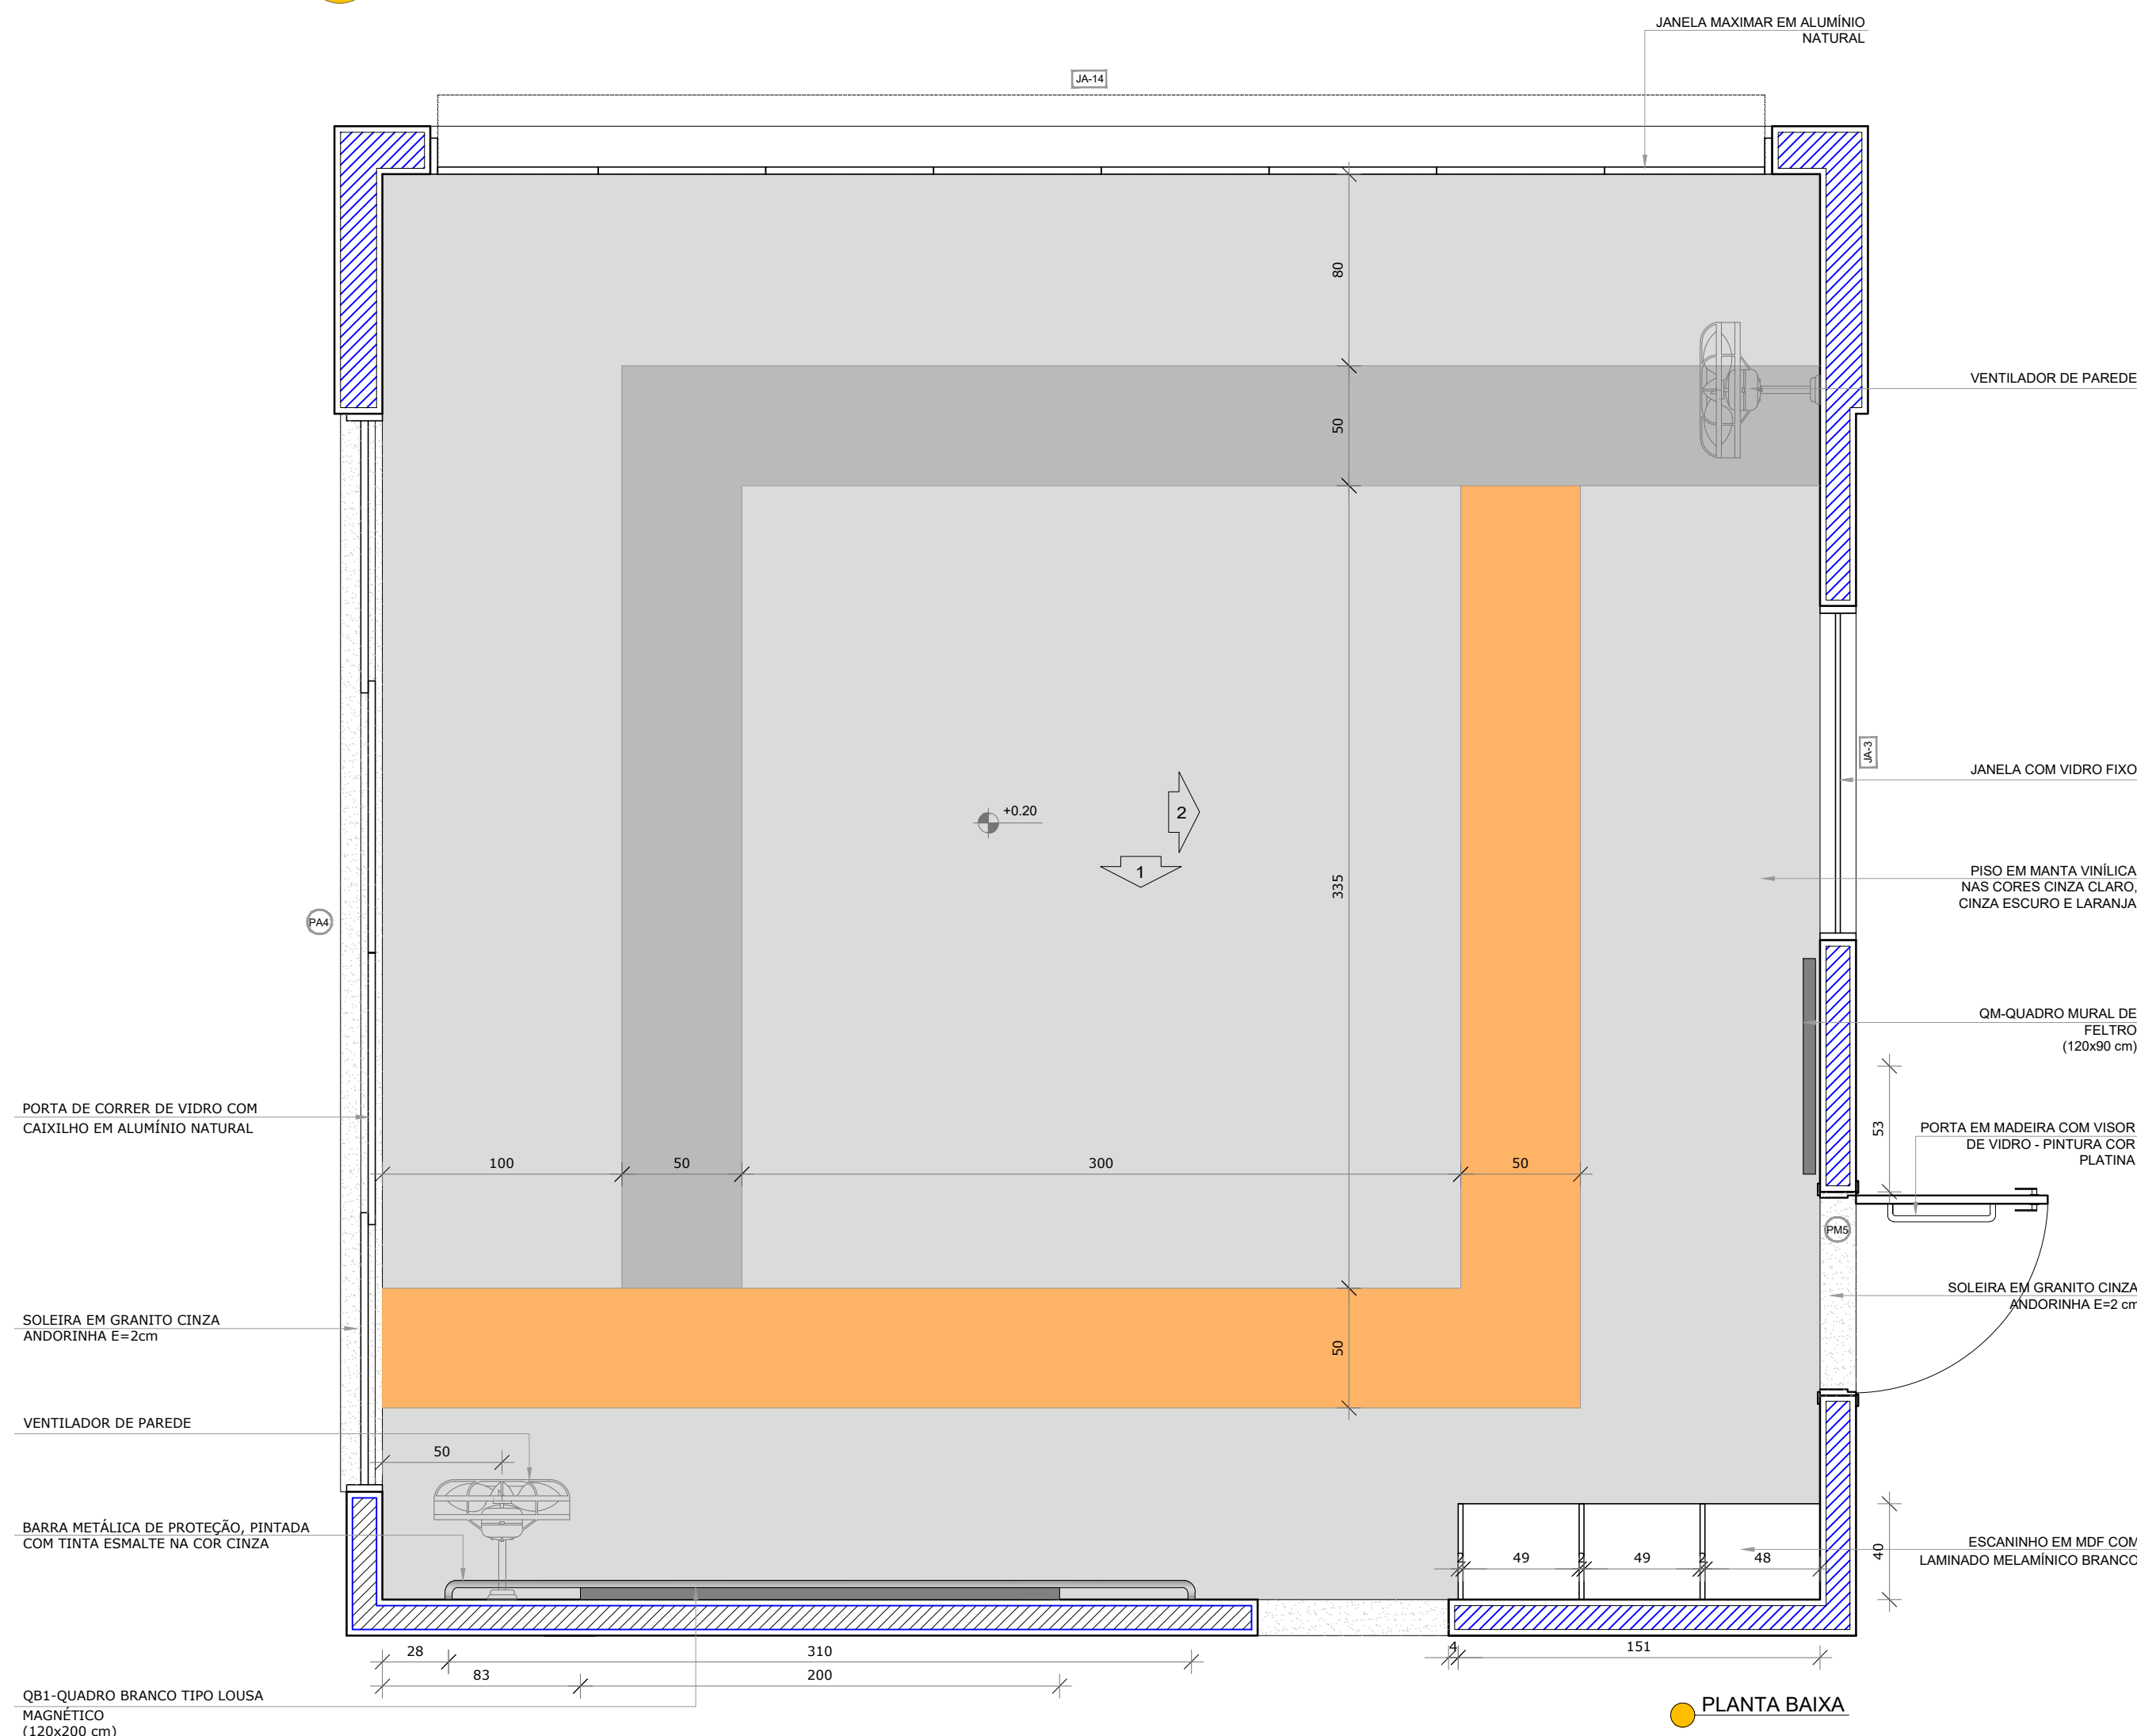 JANELA MAXIMAR EM ALUMÍNIO
NATURAL
JA-14
80
VENTILADOR DE PAREDE
50
JA-3
JANELA COM VIDRO FIXO
+0.20
2
1
335
PISO EM MANTA VINÍLICA
NAS CORES CINZA CLARO,
CINZA ESCURO E LARANJA
PA4
QM-QUADRO MURAL DE
FELTRO
(120x90 cm)
PORTA DE CORRER DE VIDRO COM
CAIXILHO EM ALUMÍNIO NATURAL
53
PORTA EM MADEIRA COM VISOR
DE VIDRO - PINTURA COR
PLATINA
100
50
300
50
PM5
SOLEIRA EM GRANITO CINZA
ANDORINHA E=2 cm
SOLEIRA EM GRANITO CINZA
ANDORINHA E=2cm
50
VENTILADOR DE PAREDE
50
BARRA METÁLICA DE PROTEÇÃO, PINTADA
COM TINTA ESMALTE NA COR CINZA
2
49
2
49
2
48
40
ESCANINHO EM MDF COM
LAMINADO MELAMÍNICO BRANCO
28
310
4
151
83
200
QB1-QUADRO BRANCO TIPO LOUSA
MAGNÉTICO
(120x200 cm)
PLANTA BAIXA